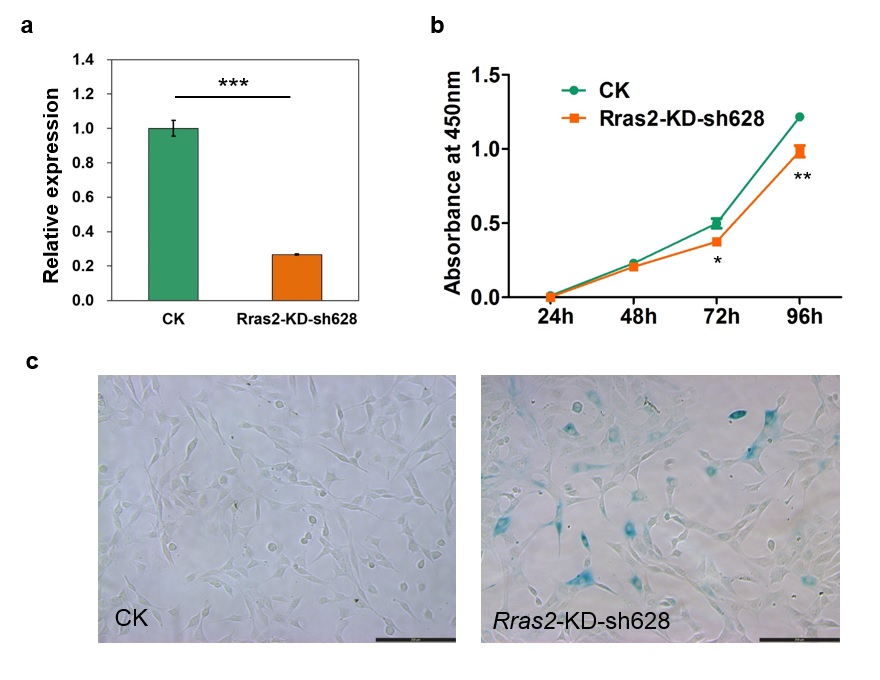 a
1.4
1.2
1.0
0.8
0.6
0.4
0.2
0.0
Relative expression
***
CK
Rras2-KD-sh628
b
1.5
1.0
0.5
0.0
Absorbance at 450nm
CK
Rras2-KD-sh628
*
**
24h
48h
72h
96h
c
CK
Rras2-KD-sh628